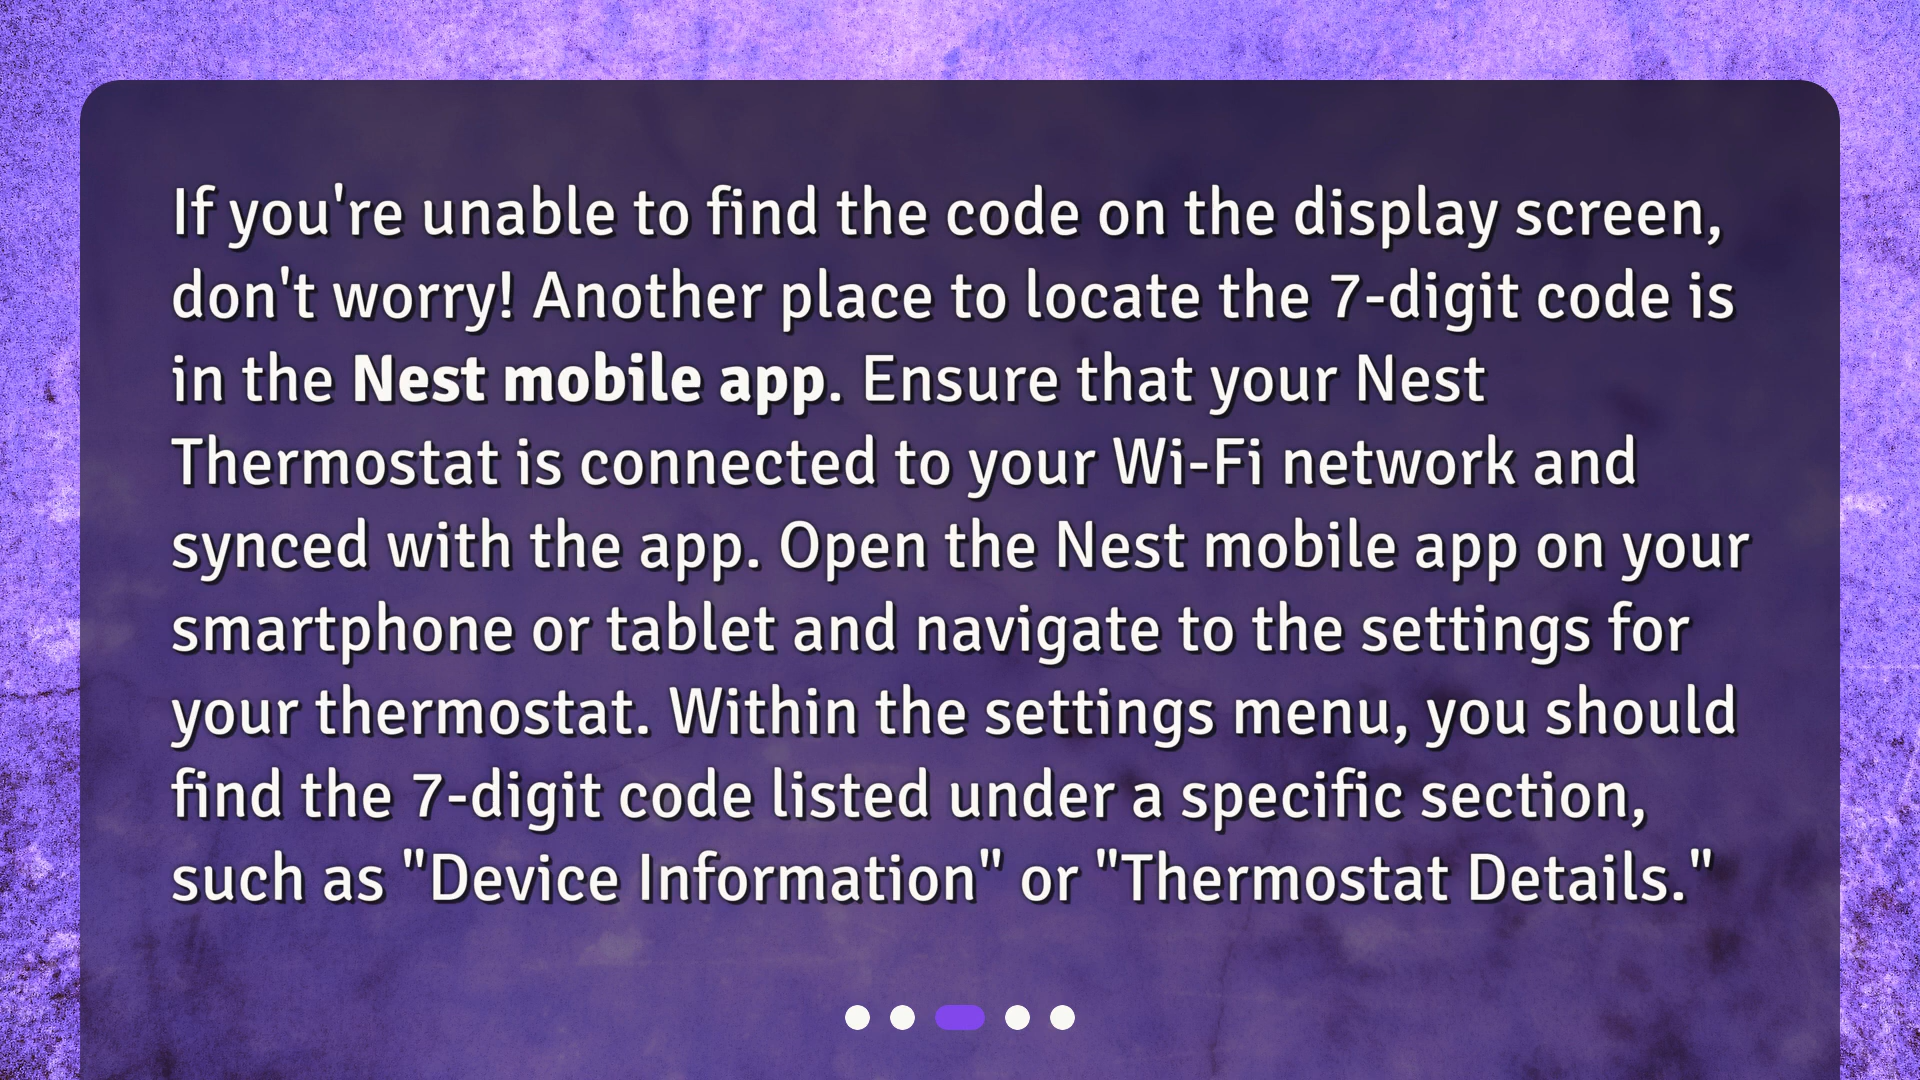 If you're unable to find the code on the display screen,
don't worry! Another place to locate the 7-digit code is
in the Nest mobile app. Ensure that your Nest
Thermostat is connected to your Wi-Fi network and
synced with the app. Open the Nest mobile app on your
smartphone or tablet and navigate to the settings for
your thermostat. Within the settings menu, you should
find the 7-digit code listed under a specific section,
such as "Device Information" or "Thermostat Details."